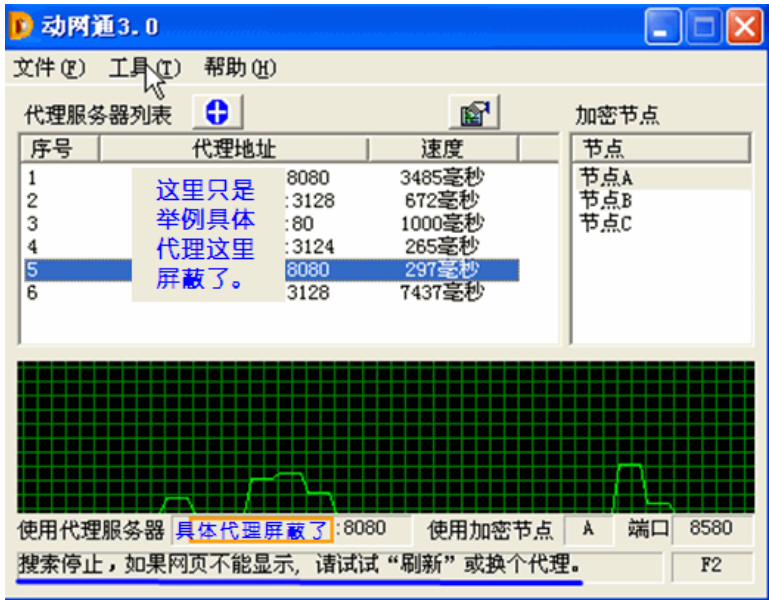 动网通3.0
文件(F) 工具(T) 帮助(H)
代理服务器列表 加密节点
序号 代理地址 速度 节点
1 8080 3485毫秒 节点A
2 :3128 672毫秒 节点B
3 :80 1000毫秒 节点C
4 :3124 265毫秒
5 8080 297毫秒
6 3128 7437毫秒
这里只是
举例具体
代理这里
屏蔽了。
使用代理服务器 具体代理屏蔽了:8080 使用加密节点 A 端口 8580
搜索停止，如果网页不能显示, 请试试“刷新”或换个代理。 F2